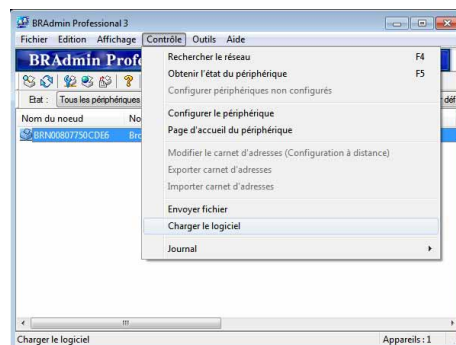 BRAdmin Professional 3
Fichier Edition Affichage Contrôle Outils Aide
BRAdmin Profe
Etat : Tous les périphériques
déf
Nom du noeud No
BRN00807750CDE6 Bro
Rechercher le réseau F4
Obtenir l'état du périphérique F5
Configurer périphériques non configurés
Configurer le périphérique
Page d'accueil du périphérique
Modifier le carnet d'adresses (Configuration à distance)
Exporter carnet d'adresses
Importer carnet d'adresses
Envoyer fichier
Charger le logiciel
Journal
Charger le logiciel Appareils : 1